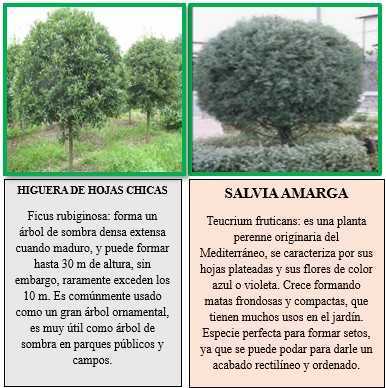 HIGUERA DE HOJAS CHICAS
Ficus rubiginosa: forma un
árbol de sombra densa extensa
cuando maduro, y puede formar
hasta 30 m de altura, sin
embargo, raramente exceden los
10 m. Es comúnmente usado
como un gran árbol ornamental,
es muy útil como árbol de
sombra en parques públicos y
campos.
SALVIA AMARGA
Teucrium fruticans: es una planta
perenne originaria del
Mediterráneo, se caracteriza por sus
hojas plateadas y sus flores de color
azul o violeta. Crece formando
matas frondosas y compactas, que
tienen muchos usos en el jardín.
Especie perfecta para formar setos,
ya que se puede podar para darle un
acabado rectilíneo y ordenado.